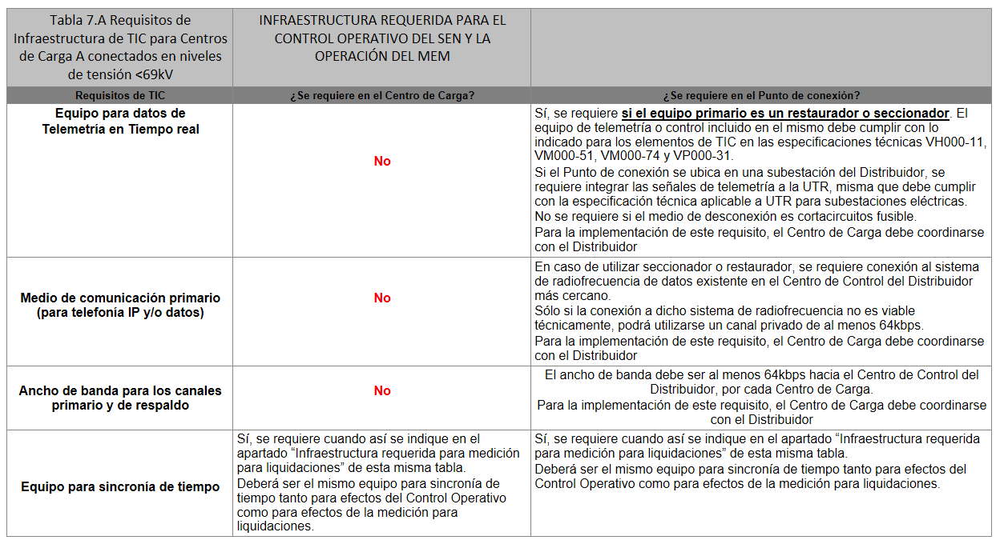 Tabla 7.A Requisitos de
Infraestructura de TIC para Centros
de Carga A conectados en niveles
de tensión <69kV
INFRAESTRUCTURA REQUERIDA PARA EL
CONTROL OPERATIVO DEL SEN Y LA
OPERACIÓN DEL MEM
Requisitos de TIC
¿Se requiere en el Centro de Carga?
¿Se requiere en el Punto de conexión?
Equipo para datos de
Telemetría en Tiempo real
No
Sí, se requiere si el equipo primario es un restaurador o seccionador. El
equipo de telemetría o control incluido en el mismo debe cumplir con lo
indicado para los elementos de TIC en las especificaciones técnicas VH000-11,
VM000-51, VM000-74 y VP000-31.
Si el Punto de conexión se ubica en una subestación del Distribuidor, se
requiere integrar las señales de telemetría a la UTR, misma que debe cumplir
con la especificación técnica aplicable a UTR para subestaciones eléctricas.
No se requiere si el medio de desconexión es cortacircuitos fusible.
Para la implementación de este requisito, el Centro de Carga debe coordinarse
con el Distribuidor
Medio de comunicación primario
(para telefonía IP y/o datos)
No
En caso de utilizar seccionador o restaurador, se requiere conexión al sistema
de radiofrecuencia de datos existente en el Centro de Control del Distribuidor
más cercano.
Sólo si la conexión a dicho sistema de radiofrecuencia no es viable
técnicamente, podrá utilizarse un canal privado de al menos 64kbps.
Para la implementación de este requisito, el Centro de Carga debe coordinarse
con el Distribuidor
Ancho de banda para los canales
primario y de respaldo
No
El ancho de banda debe ser al menos 64kbps hacia el Centro de Control del
Distribuidor, por cada Centro de Carga.
Para la implementación de este requisito, el Centro de Carga debe coordinarse
con el Distribuidor
Equipo para sincronía de tiempo
Sí, se requiere cuando así se indique en el
apartado “Infraestructura requerida para medición
para liquidaciones” de esta misma tabla.
Deberá ser el mismo equipo para sincronía de
tiempo tanto para efectos del Control Operativo
como para efectos de la medición para
liquidaciones.
Sí, se requiere cuando así se indique en el apartado “Infraestructura requerida
para medición para liquidaciones” de esta misma tabla.
Deberá ser el mismo equipo para sincronía de tiempo tanto para efectos del
Control Operativo como para efectos de la medición para liquidaciones.